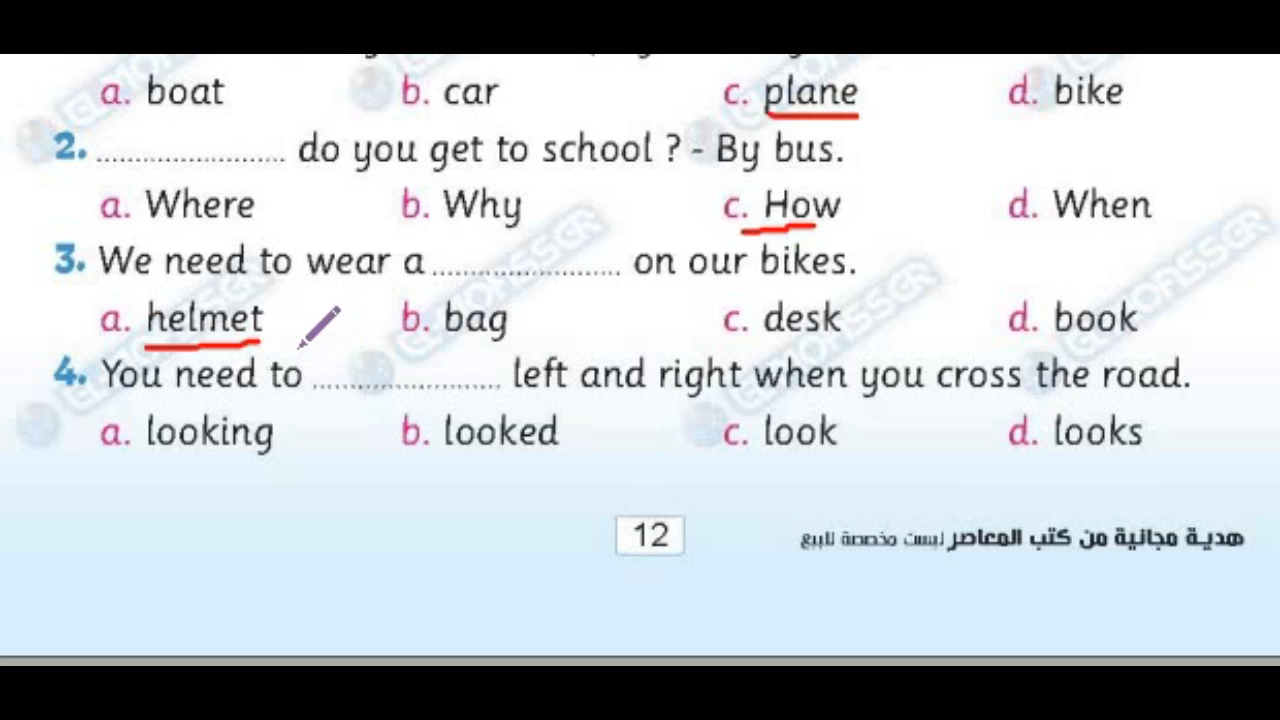 a. boat b. car c. plane d. bike
2. ........................ do you get to school ? - By bus.
a. Where b. Why c. How d. When
3. We need to wear a ........................ on our bikes.
a. helmet b. bag c. desk d. book
4. You need to ........................ left and right when you cross the road.
a. looking b. looked c. look d. looks
12
هدية مجانية من كتب المعاصر ليست مخصصة للبيع